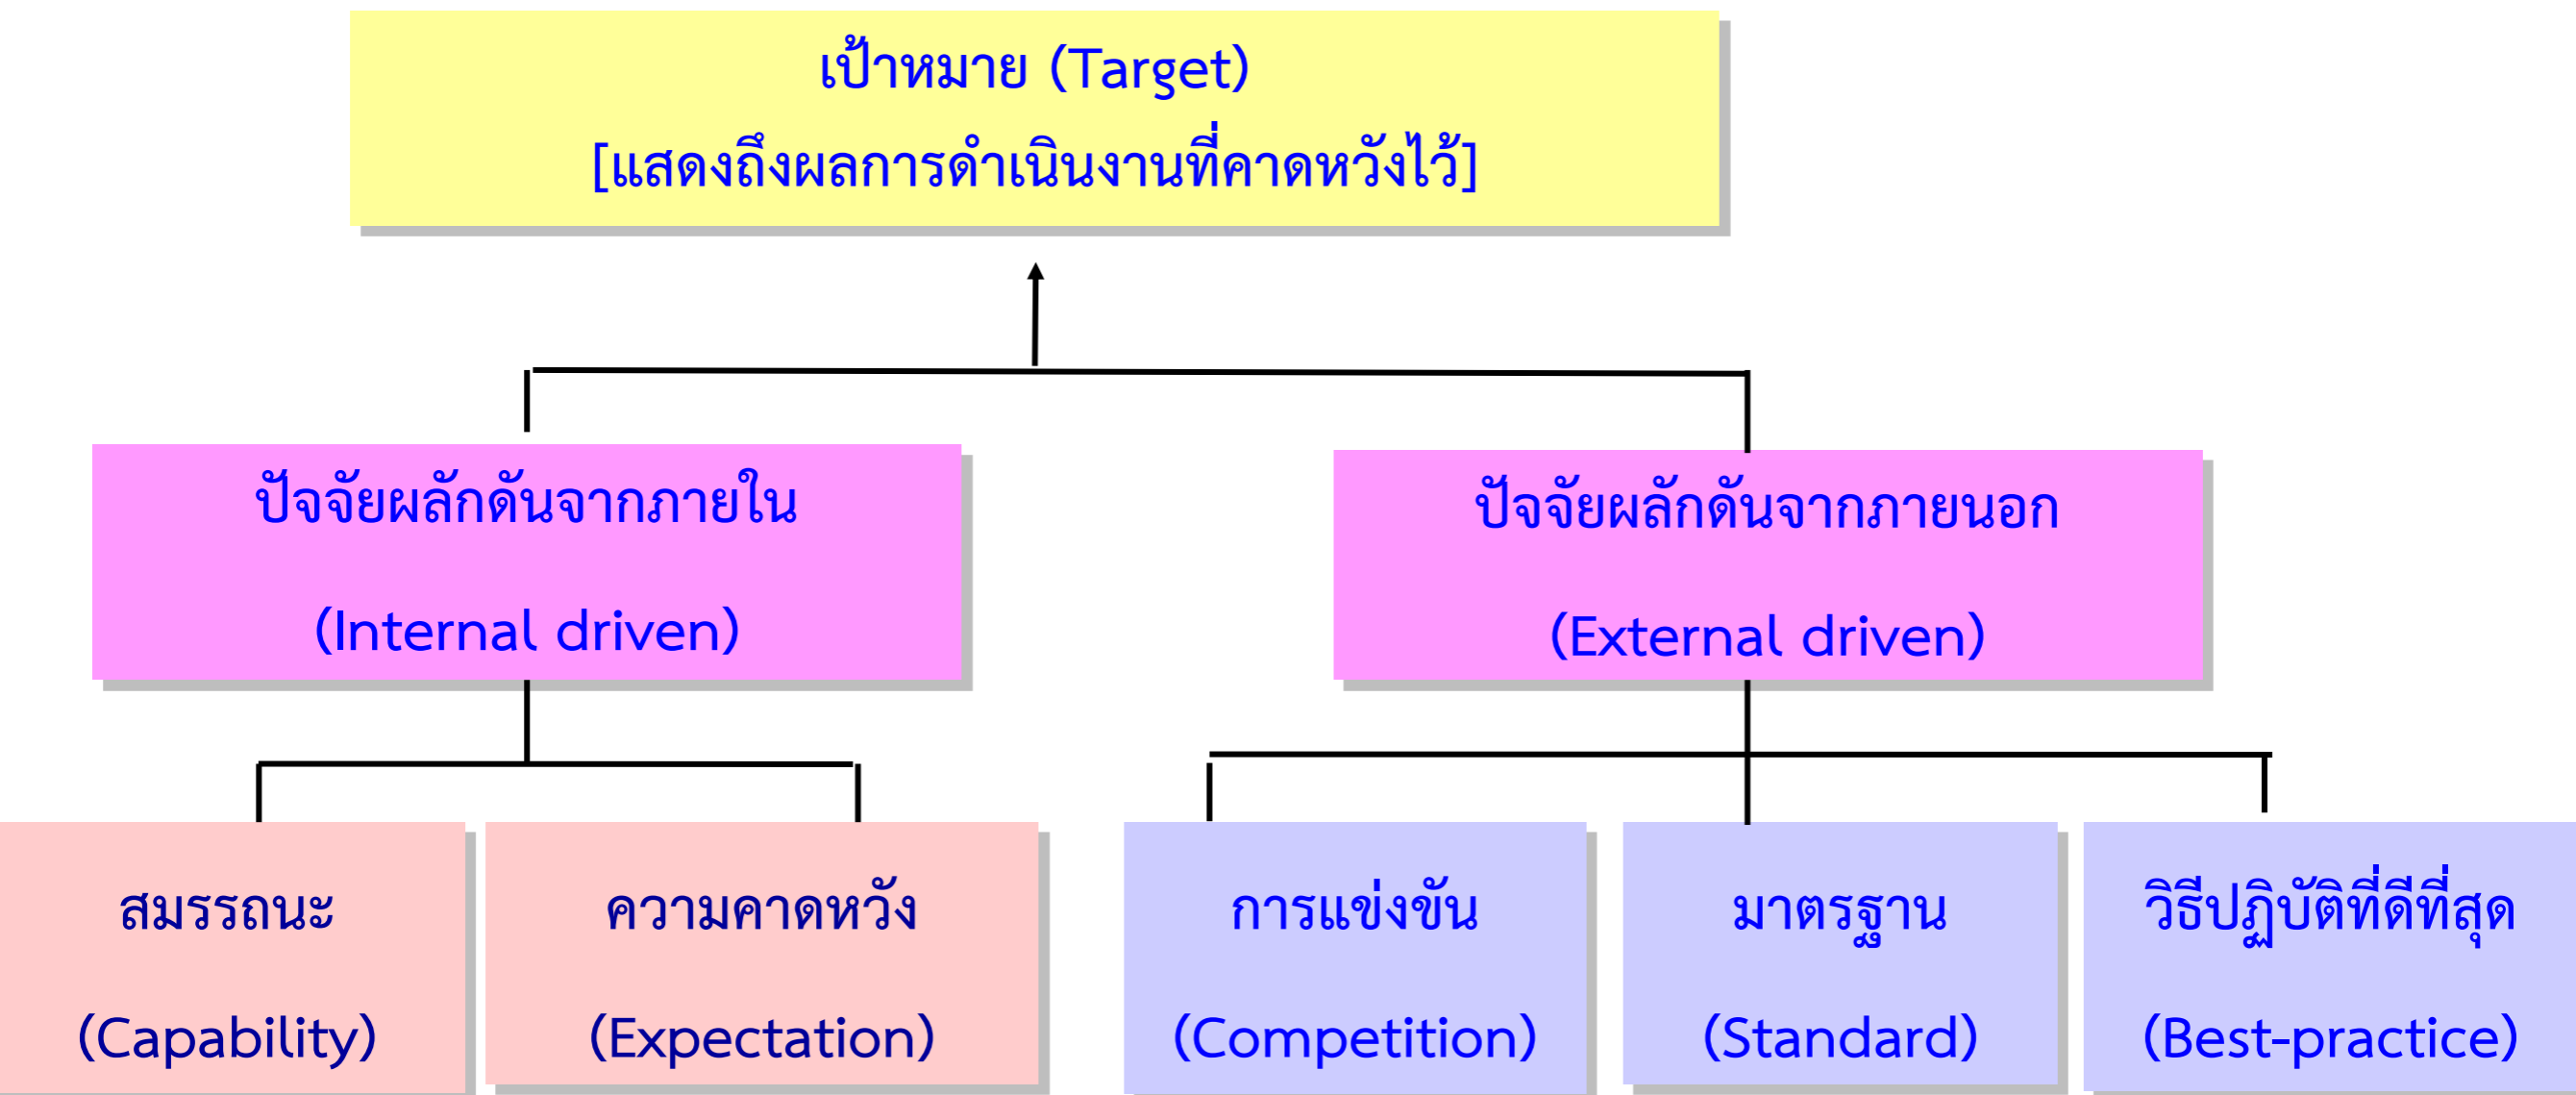 เป้าหมาย (Target)
[แสดงถึงผลการดำเนินงานที่คาดหวังไว้]
ปัจจัยผลักดันจากภายใน
(Internal driven)
ปัจจัยผลักดันจากภายนอก
(External driven)
สมรรถนะ
(Capability)
ความคาดหวัง
(Expectation)
การแข่งขัน
(Competition)
มาตรฐาน
(Standard)
วิธีปฏิบัติที่ดีที่สุด
(Best-practice)